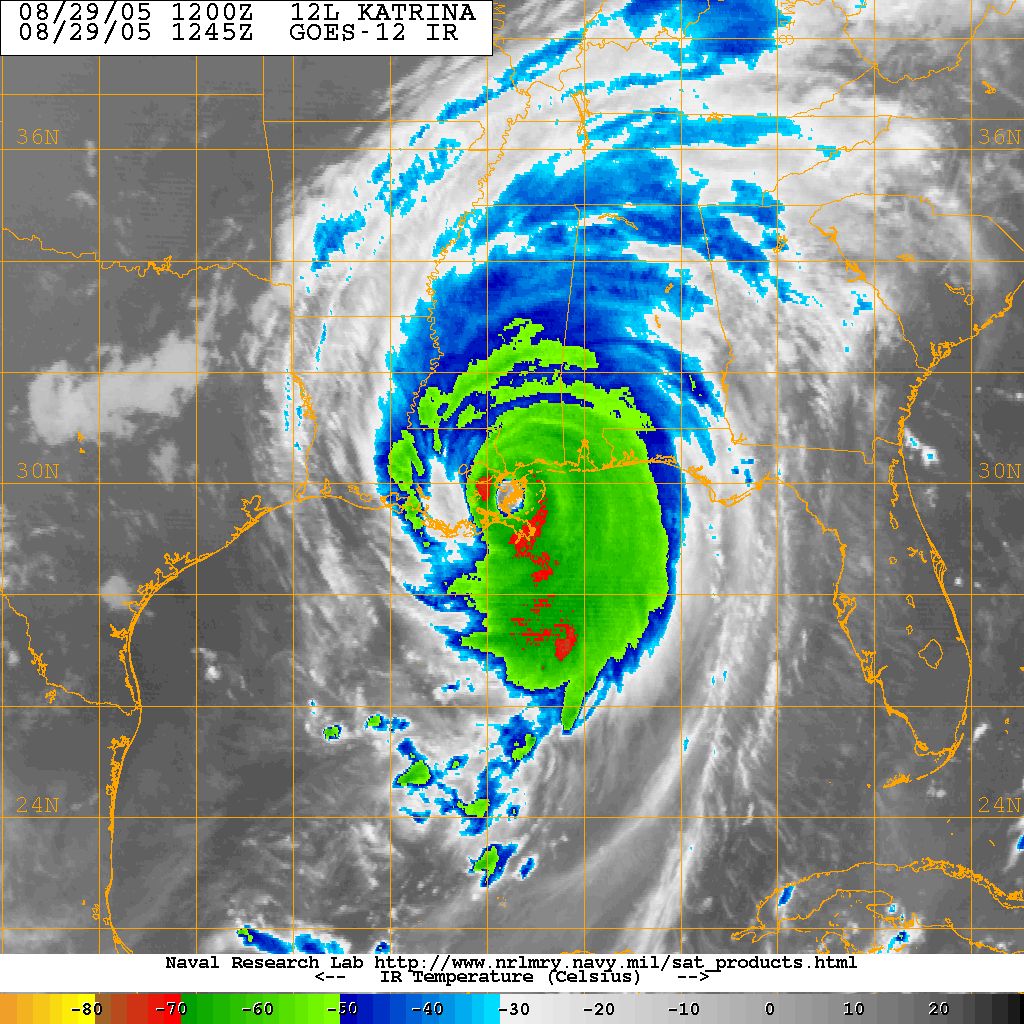 08/29/05 1200Z 12L KATRINA
08/29/05 1245Z GOES-12 IR
36N 36N
30N 30N
24N 24N
Naval Research Lab http://www.nrlmry.navy.mil/sat_products.html
<-- IR Temperature (Celsius) -->
-80 -70 -60 -50 -40 -30 -20 -10 0 10 20